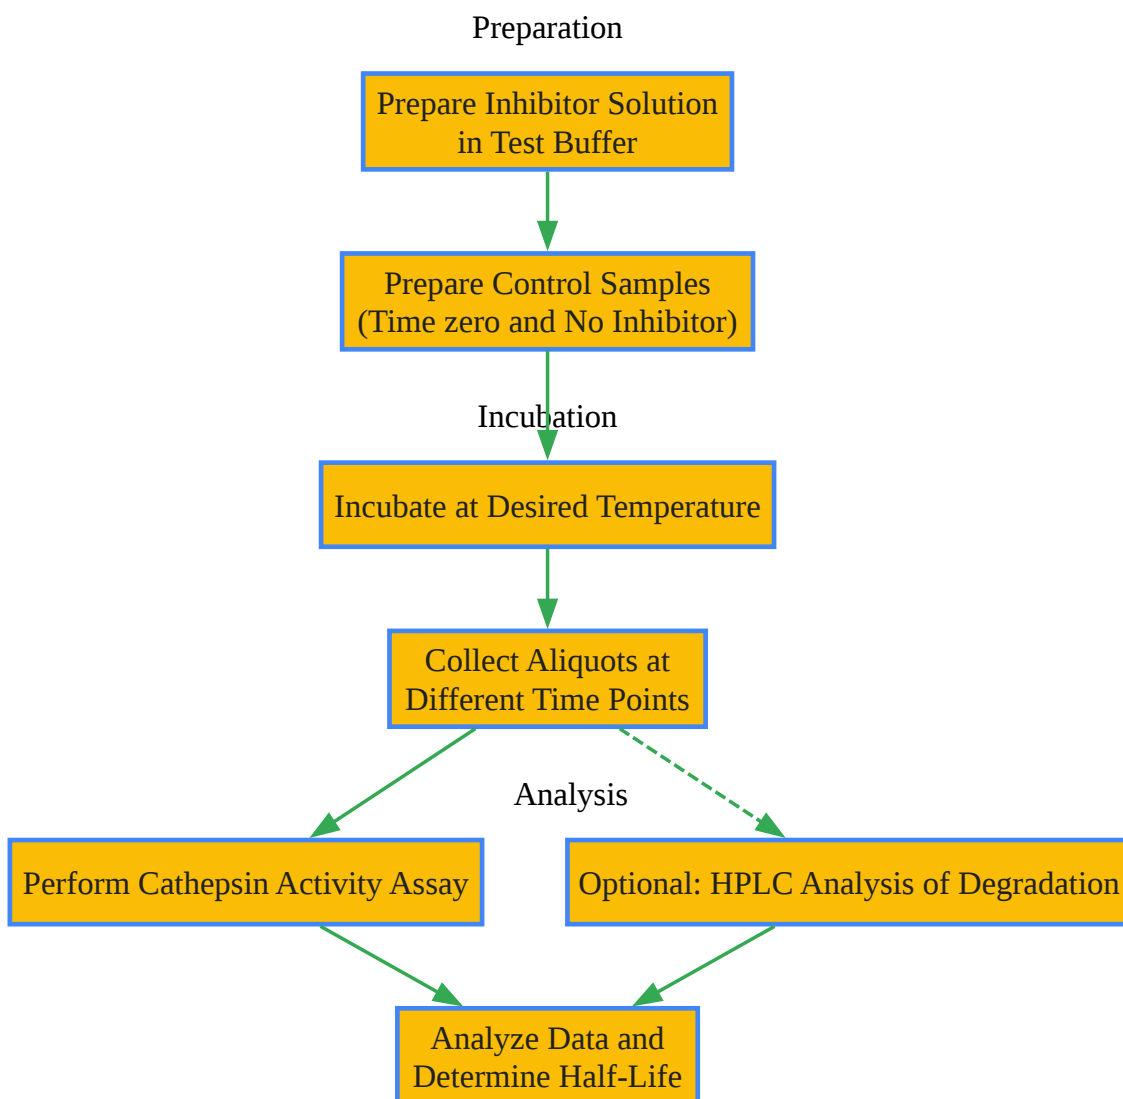 Preparation
Prepare Inhibitor Solution
in Test Buffer
Prepare Control Samples
(Time zero and No Inhibitor)
Incubation
Incubate at Desired Temperature
Collect Aliquots at
Different Time Points
Analysis
Perform Cathepsin Activity Assay
Optional: HPLC Analysis of Degradation
Analyze Data and
Determine Half-Life